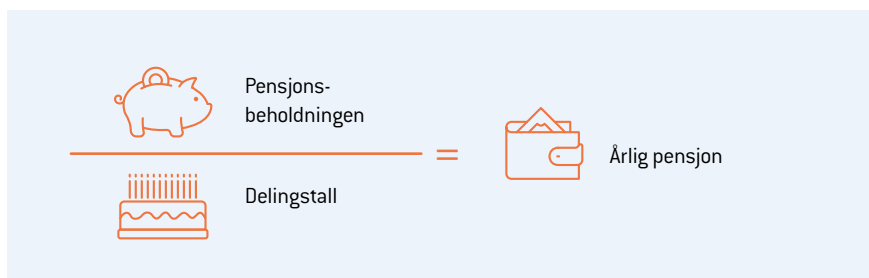 Pensjons-
beholdningen
=
Årlig pensjon
Delingstall